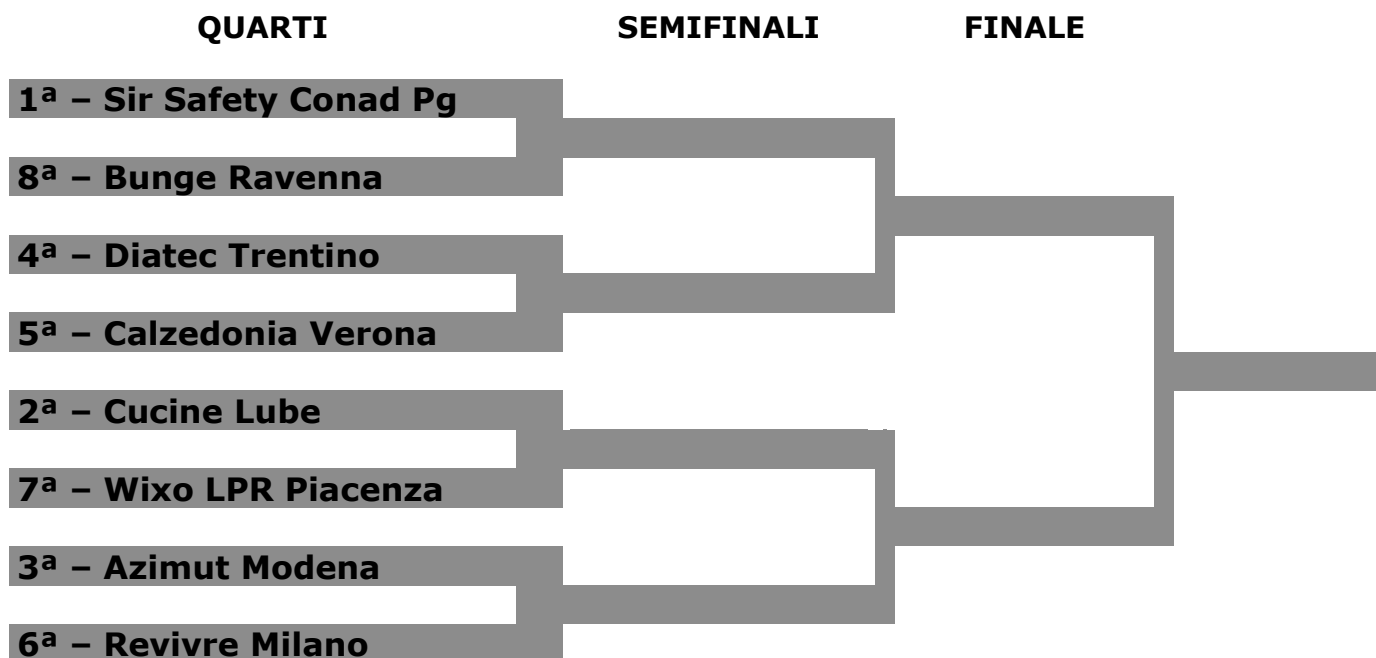 QUARTI SEMIFINALI FINALE
1ª – Sir Safety Conad Pg
8ª – Bunge Ravenna
4ª – Diatec Trentino
5ª – Calzedonia Verona
2ª – Cucine Lube
7ª – Wixo LPR Piacenza
3ª – Azimut Modena
6ª – Revivre Milano